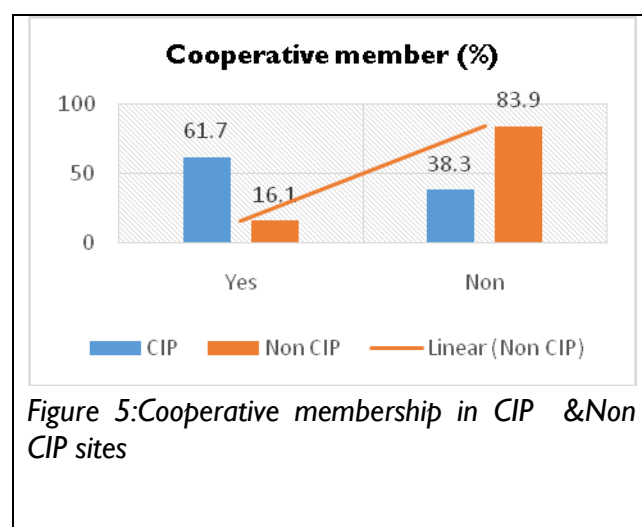 Cooperative member (%)
100
83.9
61.7
50
38.3
16.1
0
Yes Non
CIP Non CIP Linear (Non CIP)
Figure 5:Cooperative membership in CIP &Non
CIP sites